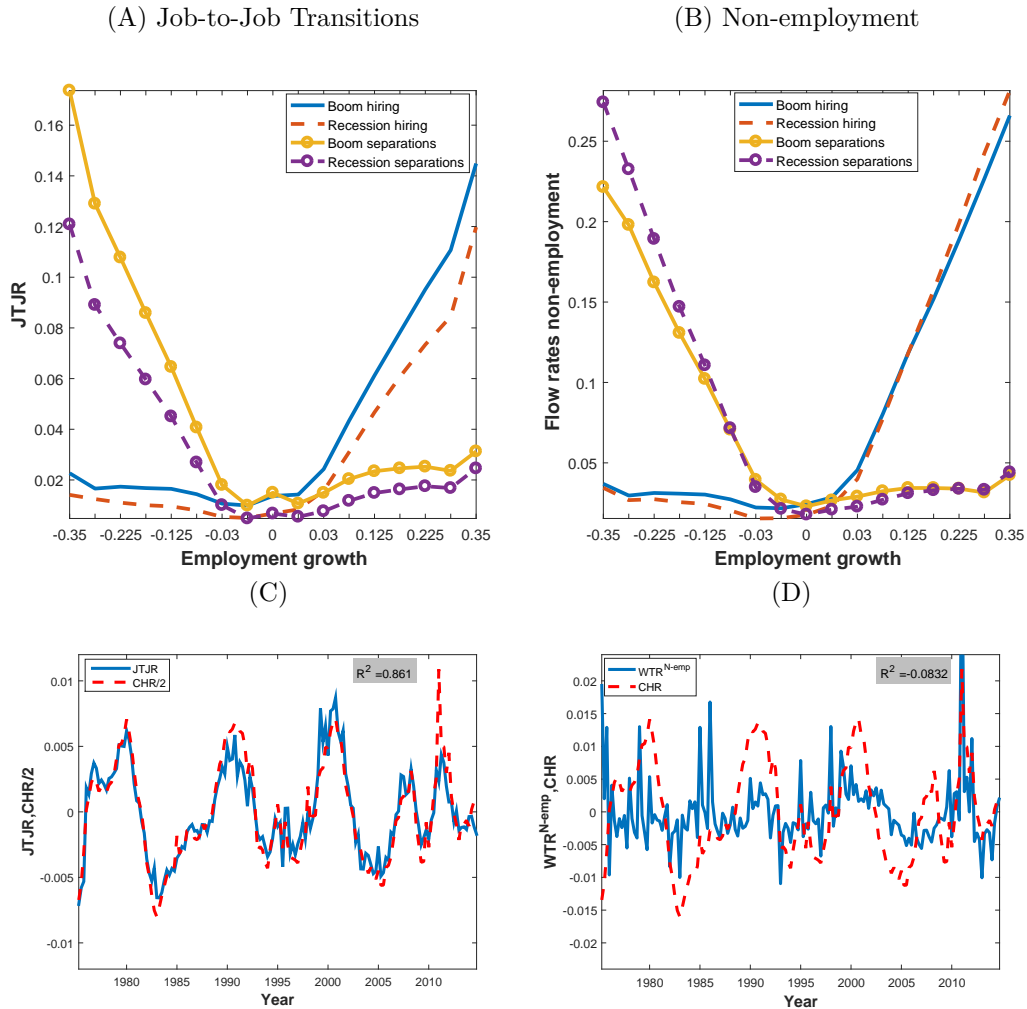 (A) Job-to-Job Transitions
(B) Non-employment
Boom hiring
Recession hiring
Boom separations
Recession separations
0.16
0.14
0.12
0.1
0.08
0.06
0.04
0.02
JTJR
-0.35 -0.225 -0.125 -0.03 0 0.03 0.125 0.225 0.35
Employment growth
Boom hiring
Recession hiring
Boom separations
Recession separations
0.25
0.2
0.15
0.1
0.05
Flow rates non-employment
-0.35 -0.225 -0.125 -0.03 0 0.03 0.125 0.225 0.35
Employment growth
(C)
(D)
JTJR
CHR/2
R² =0.861
0.01
0.005
0
-0.005
-0.01
JTJR,CHR/2
1980 1985 1990 1995 2000 2005 2010
Year
WTR^N-emp
CHR
R² =-0.0832
0.02
0.015
0.01
0.005
0
-0.005
-0.01
-0.015
-0.02
WTR^N-emp,CHR
1980 1985 1990 1995 2000 2005 2010
Year